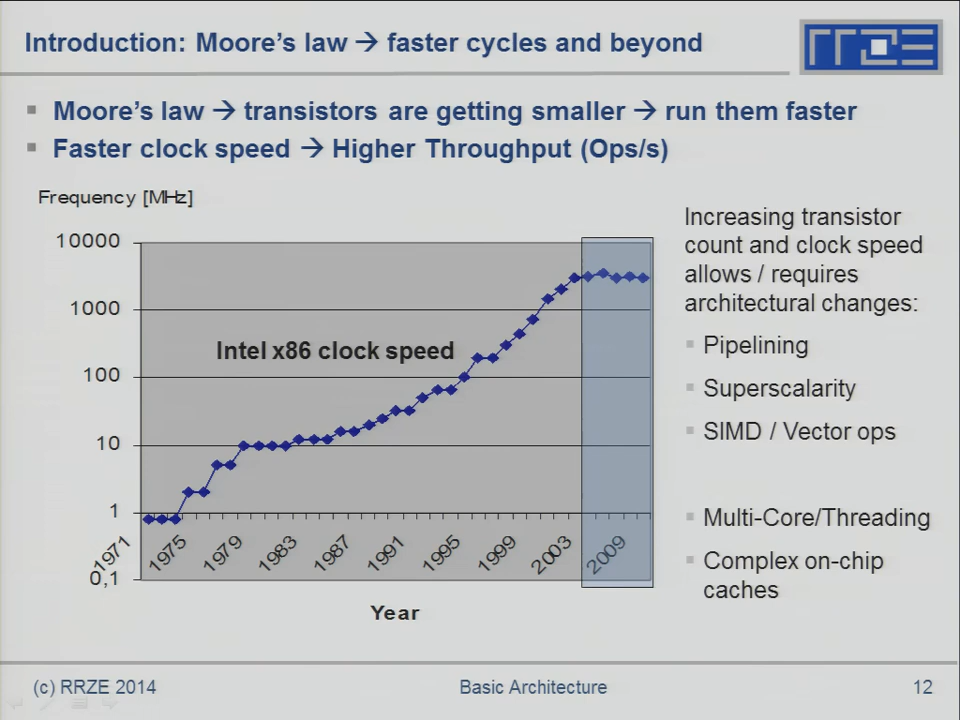 Introduction: Moore's law → faster cycles and beyond
RRZE
▪ Moore's law → transistors are getting smaller → run them faster
▪ Faster clock speed → Higher Throughput (Ops/s)
Frequency [MHz]
10000
1000
100
10
1
0,1
Intel x86 clock speed
1971
1975
1979
1983
1987
1991
1995
1999
2003
2009
Year
Increasing transistor
count and clock speed
allows / requires
architectural changes:
▪ Pipelining
▪ Superscalarity
▪ SIMD / Vector ops
▪ Multi-Core/Threading
▪ Complex on-chip
caches
(c) RRZE 2014
Basic Architecture
12